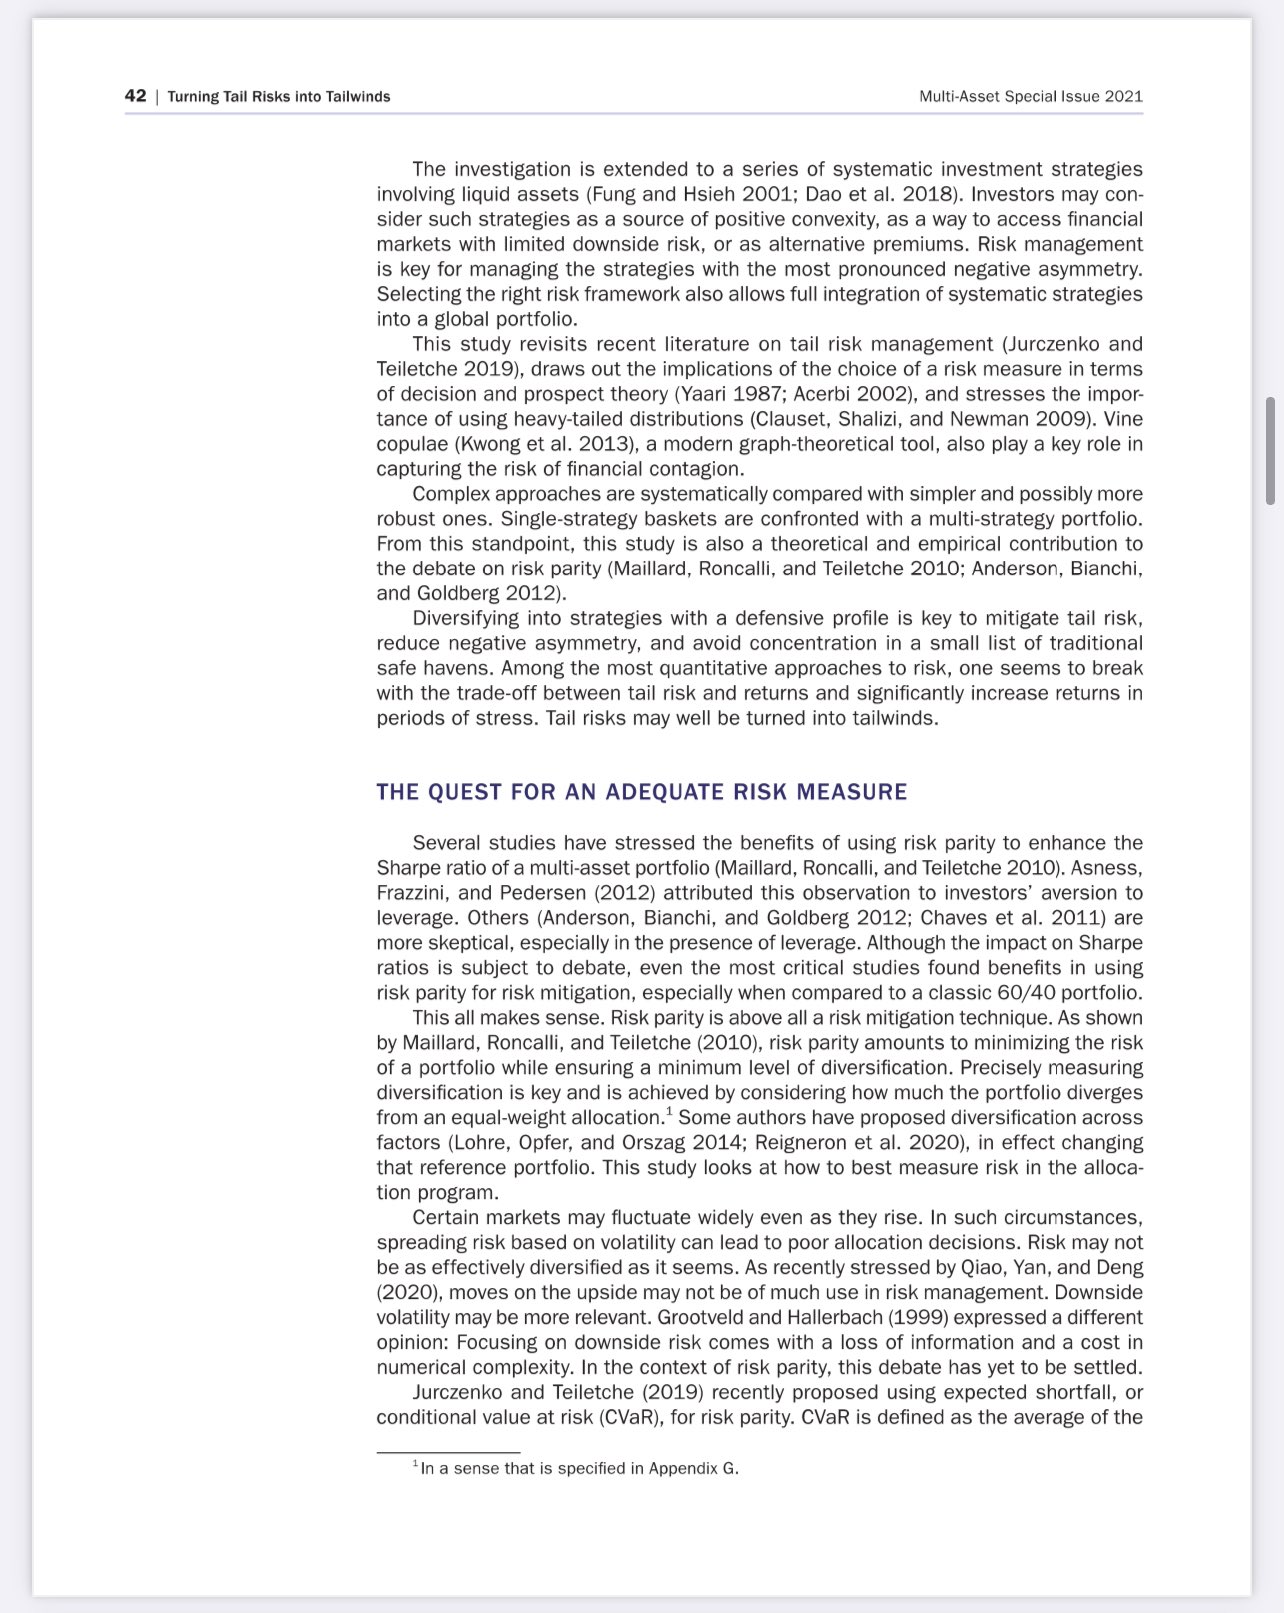 42 | Turning Tail Risks into Tailwinds
Multi-Asset Special Issue 2021
The investigation is extended to a series of systematic investment strategies
involving liquid assets (Fung and Hsieh 2001; Dao et al. 2018). Investors may con-
sider such strategies as a source of positive convexity, as a way to access financial
markets with limited downside risk, or as alternative premiums. Risk management
is key for managing the strategies with the most pronounced negative asymmetry.
Selecting the right risk framework also allows full integration of systematic strategies
into a global portfolio.
This study revisits recent literature on tail risk management (Jurczenko and
Teiletche 2019), draws out the implications of the choice of a risk measure in terms
of decision and prospect theory (Yaari 1987; Acerbi 2002), and stresses the impor-
tance of using heavy-tailed distributions (Clauset, Shalizi, and Newman 2009). Vine
copulae (Kwong et al. 2013), a modern graph-theoretical tool, also play a key role in
capturing the risk of financial contagion.
Complex approaches are systematically compared with simpler and possibly more
robust ones. Single-strategy baskets are confronted with a multi-strategy portfolio.
From this standpoint, this study is also a theoretical and empirical contribution to
the debate on risk parity (Maillard, Roncalli, and Teiletche 2010; Anderson, Bianchi,
and Goldberg 2012).
Diversifying into strategies with a defensive profile is key to mitigate tail risk,
reduce negative asymmetry, and avoid concentration in a small list of traditional
safe havens. Among the most quantitative approaches to risk, one seems to break
with the trade-off between tail risk and returns and significantly increase returns in
periods of stress. Tail risks may well be turned into tailwinds.
THE QUEST FOR AN ADEQUATE RISK MEASURE
Several studies have stressed the benefits of using risk parity to enhance the
Sharpe ratio of a multi-asset portfolio (Maillard, Roncalli, and Teiletche 2010). Asness,
Frazzini, and Pedersen (2012) attributed this observation to investors’ aversion to
leverage. Others (Anderson, Bianchi, and Goldberg 2012; Chaves et al. 2011) are
more skeptical, especially in the presence of leverage. Although the impact on Sharpe
ratios is subject to debate, even the most critical studies found benefits in using
risk parity for risk mitigation, especially when compared to a classic 60/40 portfolio.
This all makes sense. Risk parity is above all a risk mitigation technique. As shown
by Maillard, Roncalli, and Teiletche (2010), risk parity amounts to minimizing the risk
of a portfolio while ensuring a minimum level of diversification. Precisely measuring
diversification is key and is achieved by considering how much the portfolio diverges
from an equal-weight allocation.1 Some authors have proposed diversification across
factors (Lohre, Opfer, and Orszag 2014; Reigneron et al. 2020), in effect changing
that reference portfolio. This study looks at how to best measure risk in the alloca-
tion program.
Certain markets may fluctuate widely even as they rise. In such circumstances,
spreading risk based on volatility can lead to poor allocation decisions. Risk may not
be as effectively diversified as it seems. As recently stressed by Qiao, Yan, and Deng
(2020), moves on the upside may not be of much use in risk management. Downside
volatility may be more relevant. Grootveld and Hallerbach (1999) expressed a different
opinion: Focusing on downside risk comes with a loss of information and a cost in
numerical complexity. In the context of risk parity, this debate has yet to be settled.
Jurczenko and Teiletche (2019) recently proposed using expected shortfall, or
conditional value at risk (CVaR), for risk parity. CVaR is defined as the average of the
1 In a sense that is specified in Appendix G.